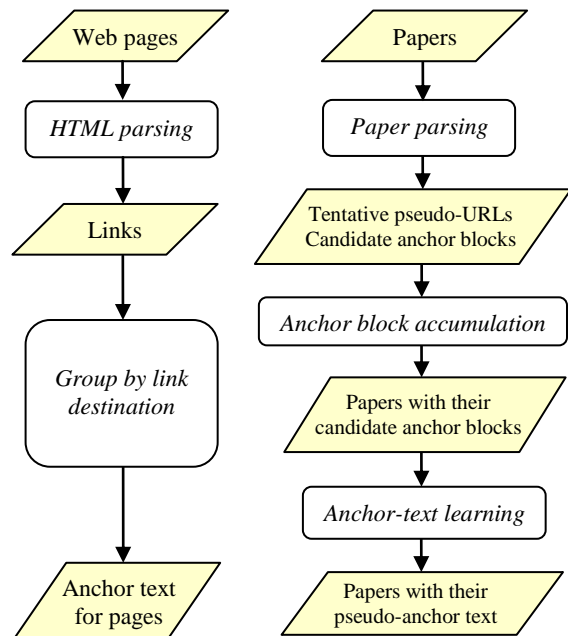 Web pages
HTML parsing
Links
Group by link
destination
Anchor text
for pages
Papers
Paper parsing
Tentative pseudo-URLs
Candidate anchor blocks
Anchor block accumulation
Papers with their
candidate anchor blocks
Anchor-text learning
Papers with their
pseudo-anchor text